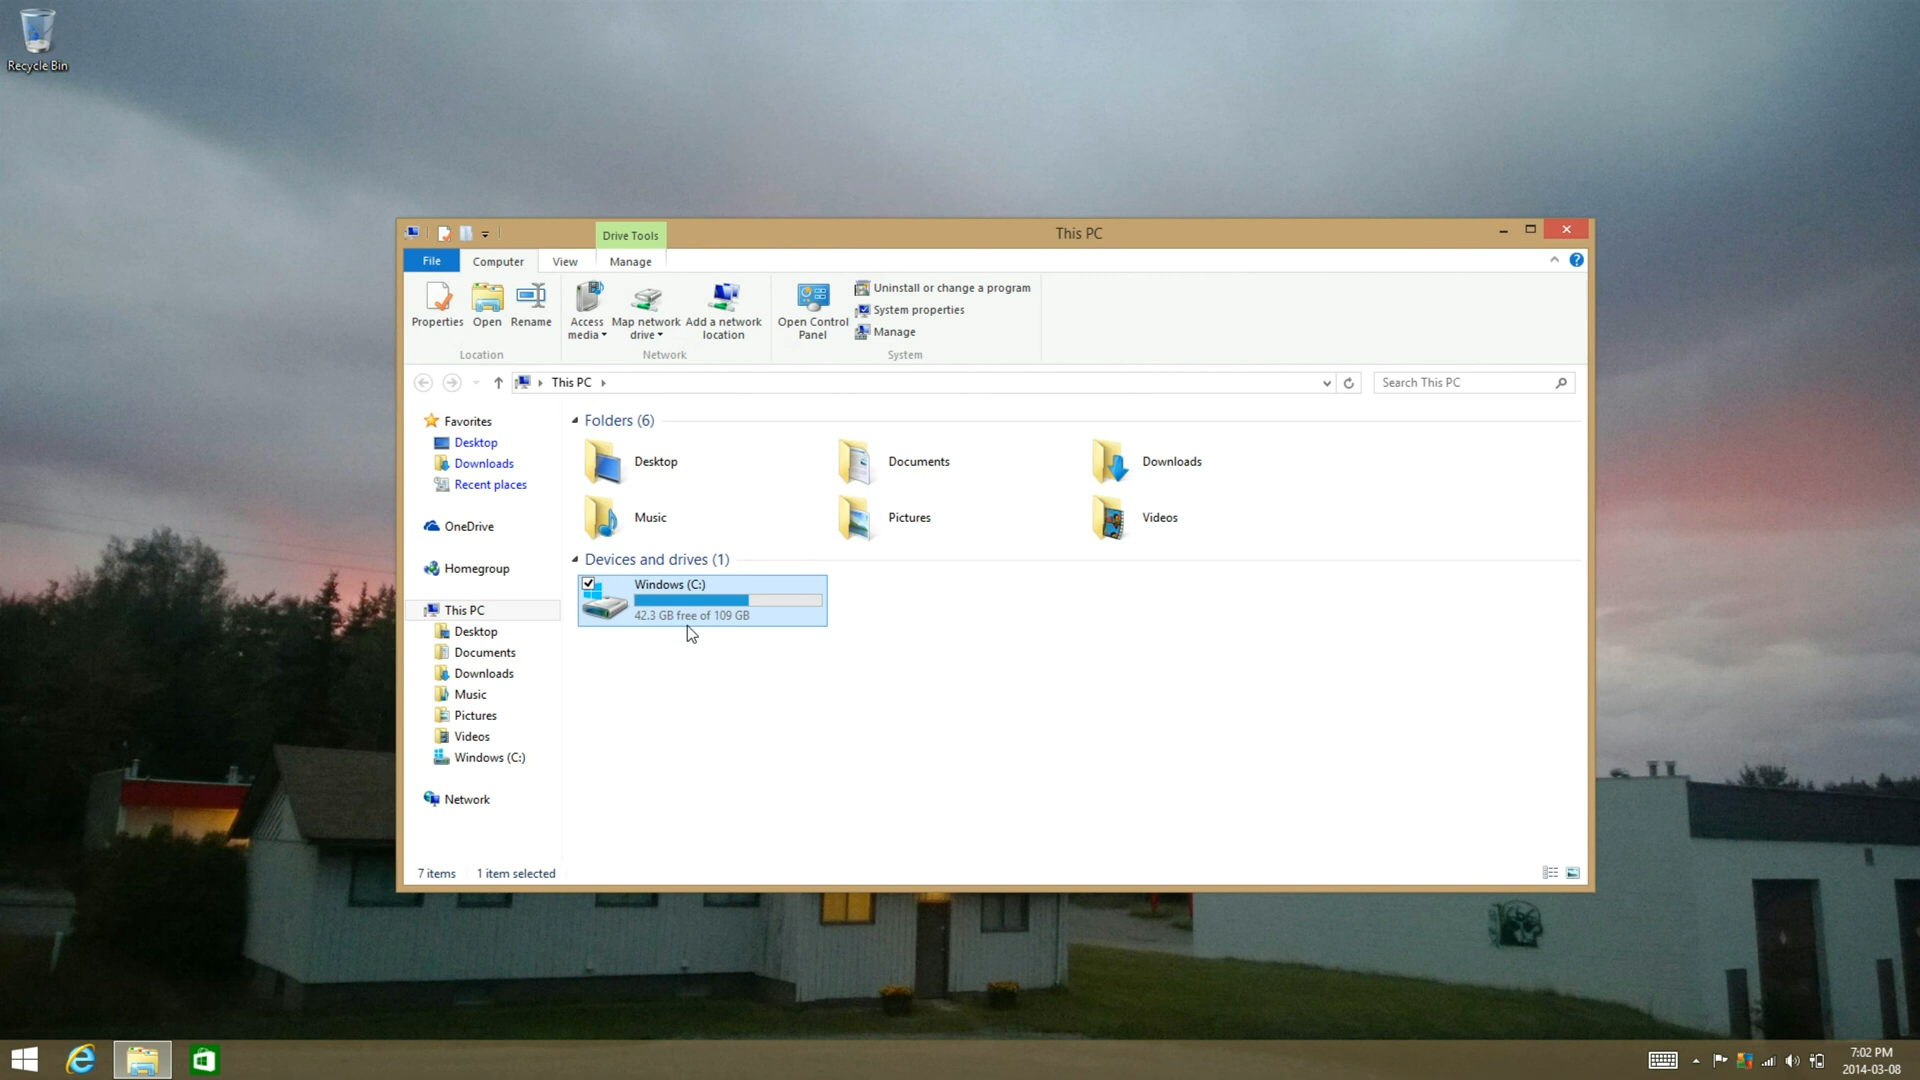 Recycle Bin
Drive Tools
This PC
File
Computer
View
Manage
Properties
Open
Rename
Access media
Map network drive
Add a network location
Open Control Panel
Uninstall or change a program
System properties
Manage
Location
Network
System
This PC
Search This PC
Favorites
Desktop
Downloads
Recent places
OneDrive
Homegroup
This PC
Desktop
Documents
Downloads
Music
Pictures
Videos
Windows (C:)
Network
Folders (6)
Desktop
Documents
Downloads
Music
Pictures
Videos
Devices and drives (1)
Windows (C:)
42.3 GB free of 109 GB
7 items
1 item selected
7:02 PM
2014-03-08